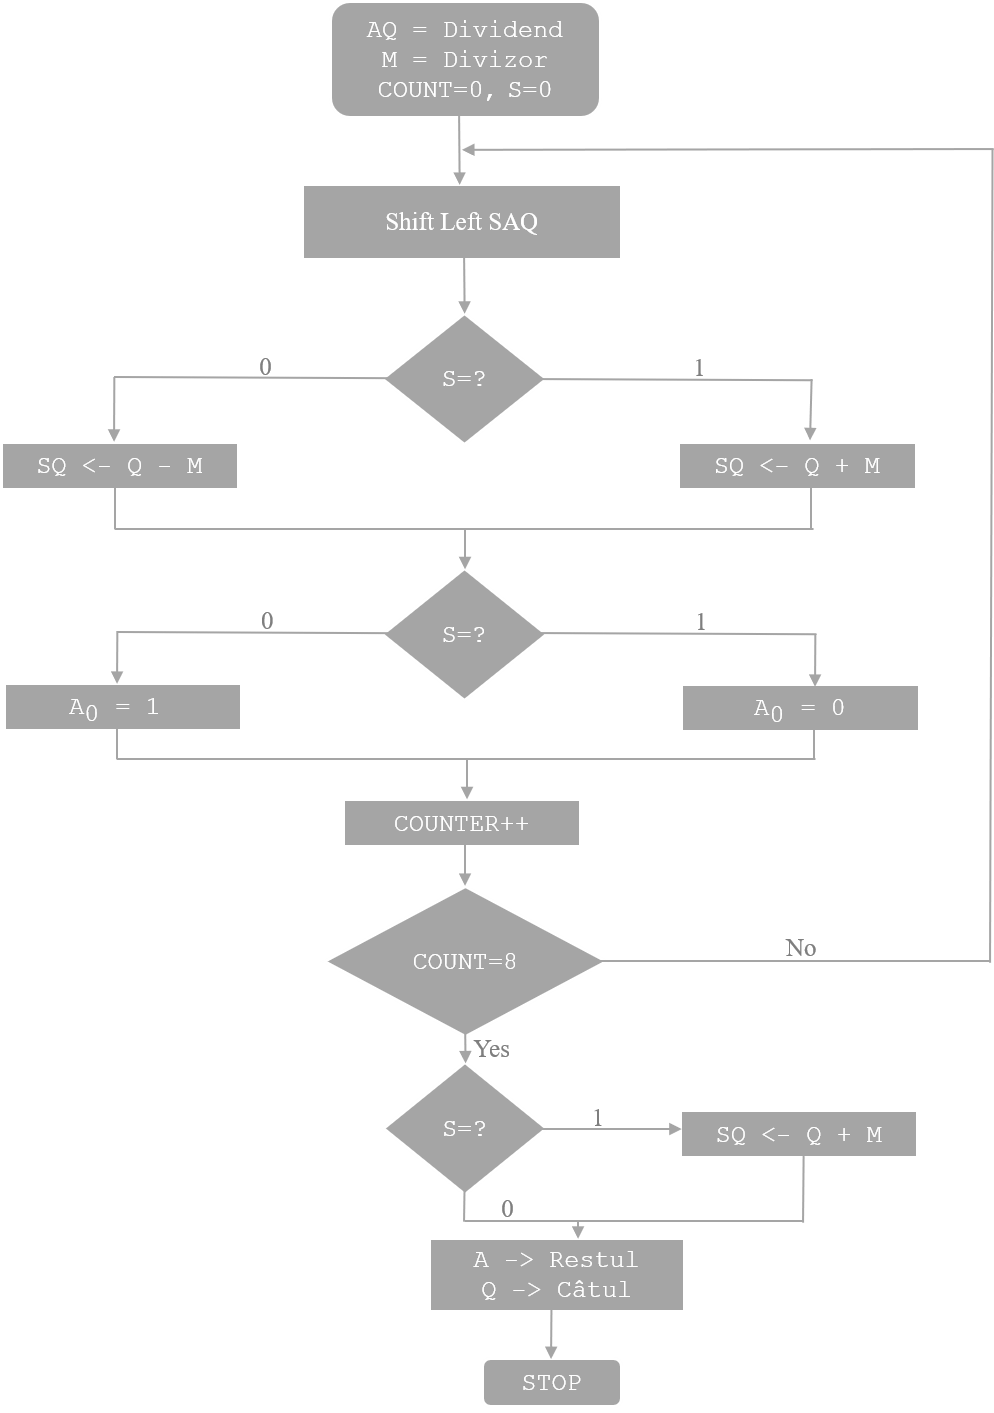 AQ = Dividend
M = Divizor
COUNT=0, S=0
Shift Left SAQ
S=?
0
1
SQ <- Q - M
SQ <- Q + M
S=?
0
1
A0 = 1
A0 = 0
COUNTER++
COUNT=8
No
Yes
S=?
1
SQ <- Q + M
0
A -> Restul
Q -> Câtul
STOP